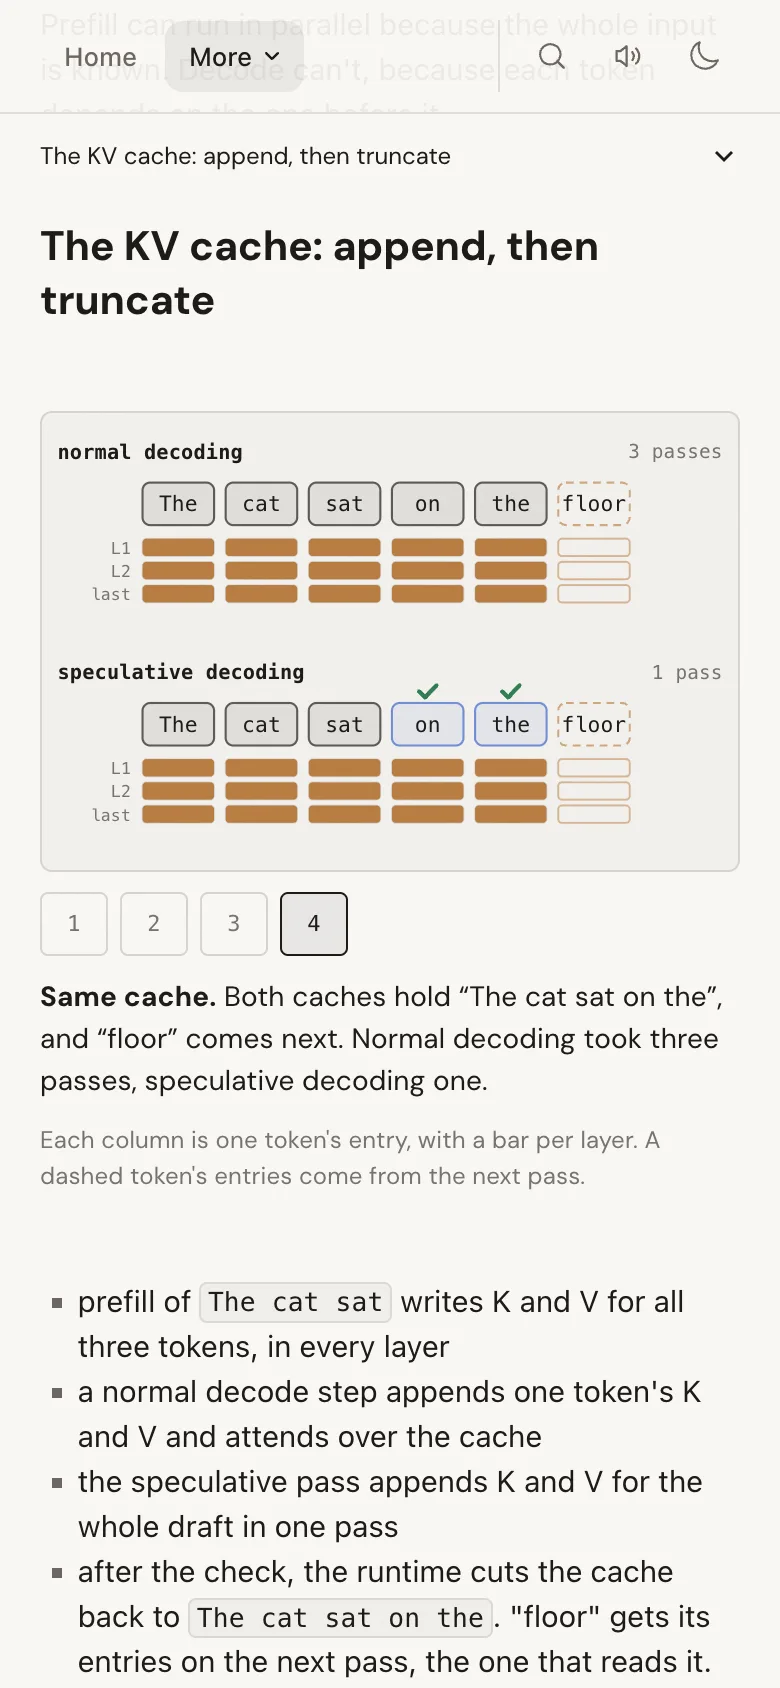 Prefill can run in parallel because the whole input
is known. Decode can't, because each token
depends on the one before it.
Home More
The KV cache: append, then truncate
The KV cache: append, then
truncate
normal decoding 3 passes
The cat sat on the floor
L1
L2
last
speculative decoding 1 pass
The cat sat on the floor
L1
L2
last
1 2 3 4
Same cache. Both caches hold “The cat sat on the”,
and “floor” comes next. Normal decoding took three
passes, speculative decoding one.
Each column is one token's entry, with a bar per layer. A
dashed token's entries come from the next pass.
prefill of The cat sat writes K and V for all
three tokens, in every layer
a normal decode step appends one token's K
and V and attends over the cache
the speculative pass appends K and V for the
whole draft in one pass
after the check, the runtime cuts the cache
back to The cat sat on the. "floor" gets its
entries on the next pass, the one that reads it.